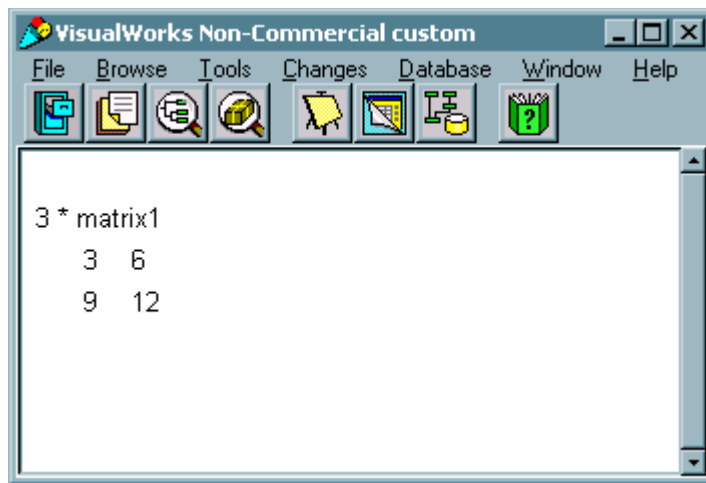 VisualWorks Non-Commercial custom
File Browse Tools Changes Database Window Help
?
3 * matrix1
3 6
9 12